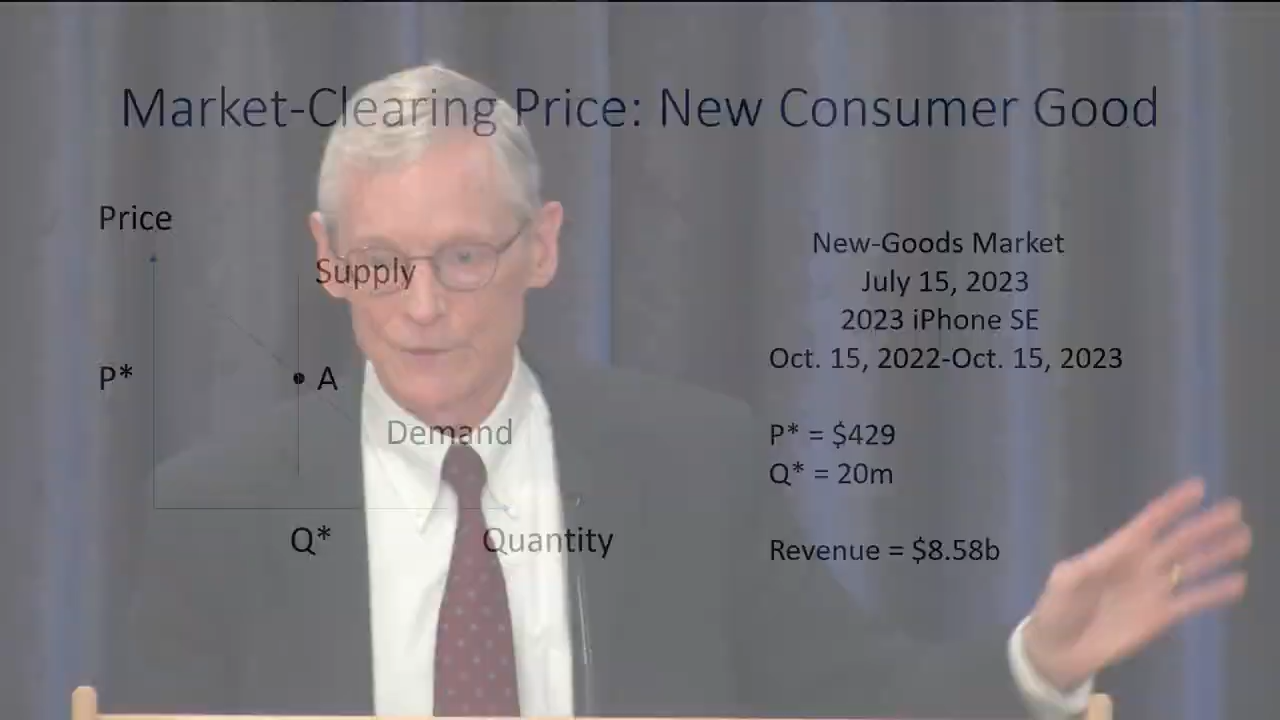 Market-Clearing Price: New Consumer Good
Price
Supply
P*
A
Demand
Q*
Quantity
New-Goods Market
July 15, 2023
2023 iPhone SE
Oct. 15, 2022-Oct. 15, 2023
P* = $429
Q* = 20m
Revenue = $8.58b